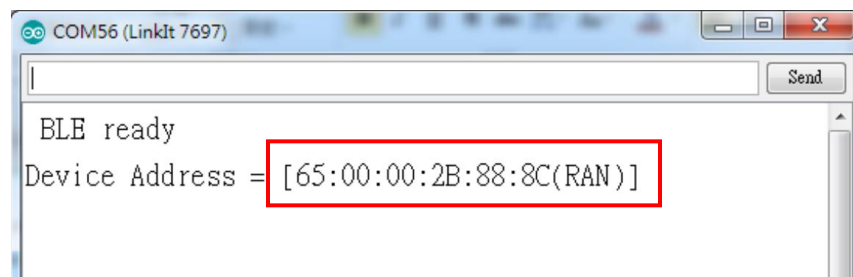 COM56 (LinkIt 7697)
Send
BLE ready
Device Address = [65:00:00:2B:88:8C(RAN)]